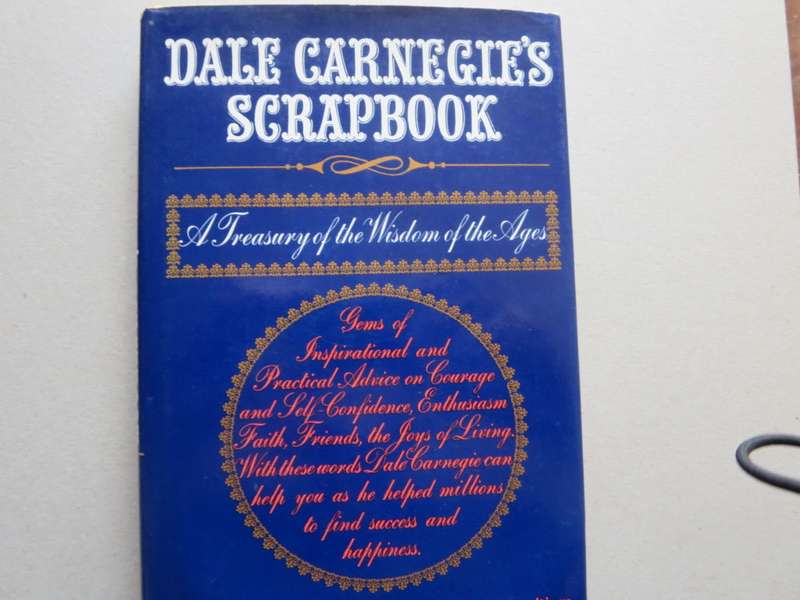 DALE CARNEGIE'S
SCRAPBOOK
A Treasury of the Wisdom of the Ages
Gems of
Inspirational and
Practical Advice on Courage
and Self-Confidence, Enthusiasm
Faith, Friends, the Joys of Living.
With these words Dale Carnegie can
help you as he helped millions
to find success and
happiness.